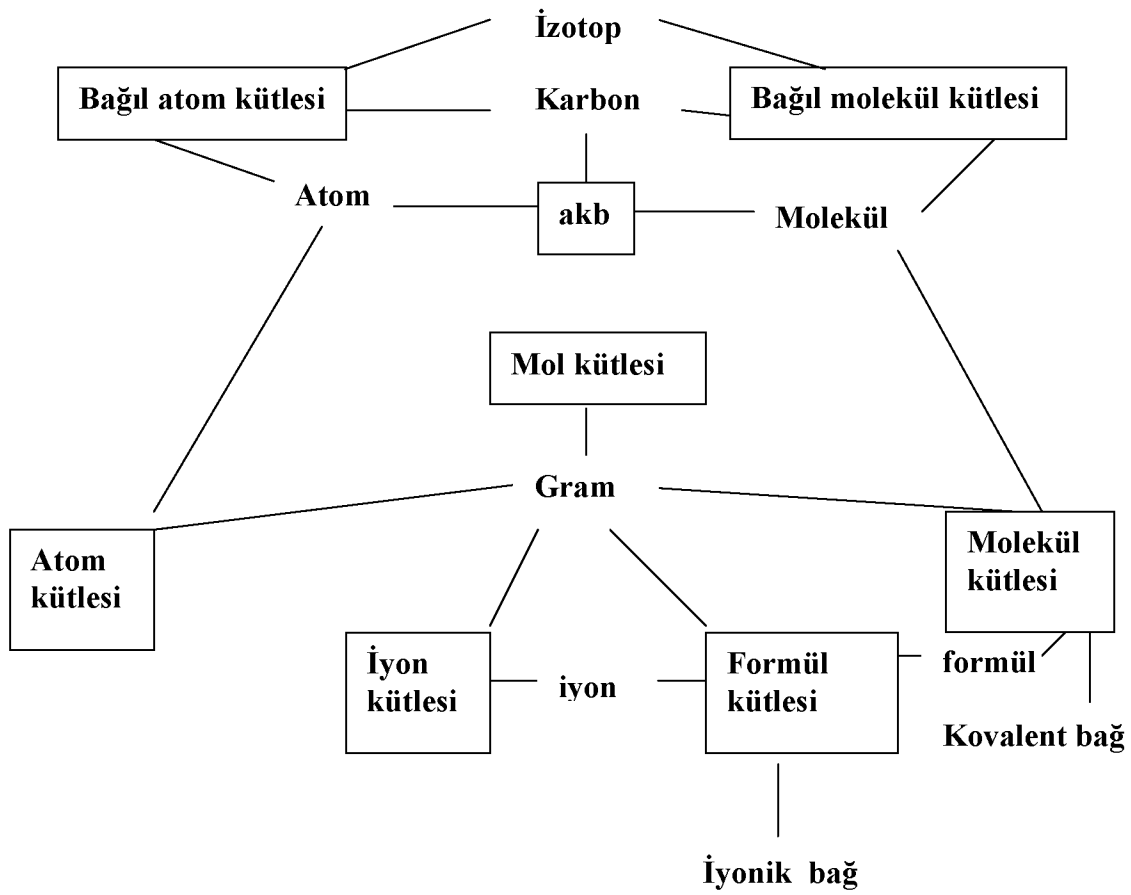 İzotop
Bağıl atom kütlesi
Karbon
Bağıl molekül kütlesi
Atom
akb
Molekül
Mol kütlesi
Gram
Atom
kütlesi
Molekül
kütlesi
İyon
kütlesi
iyon
Formül
kütlesi
formül
Kovalent bağ
İyonik bağ